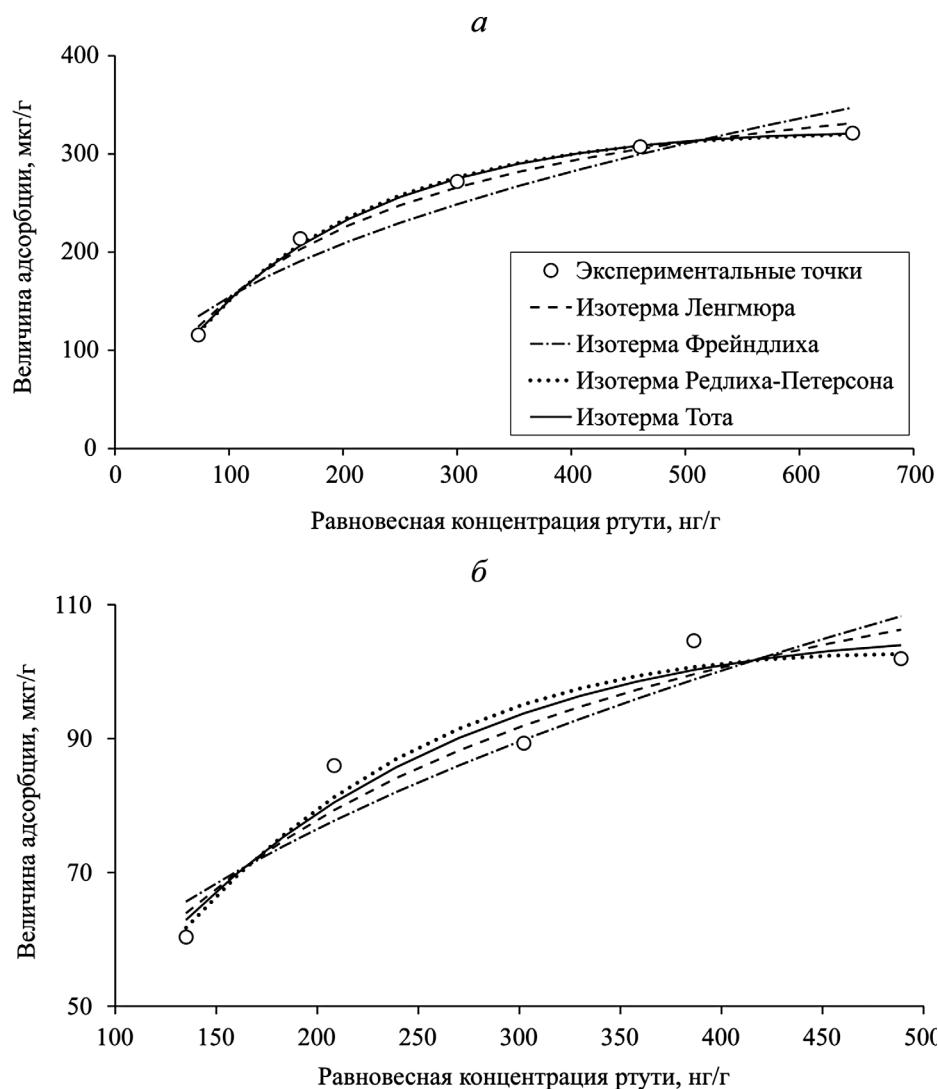 а
400
300
200
100
0
Величина адсорбции, мкг/г
Экспериментальные точки
Изотерма Ленгмюра
Изотерма Фрейндлиха
Изотерма Редлиха-Петерсона
Изотерма Тота
0 100 200 300 400 500 600 700
Равновесная концентрация ртути, нг/г
б
110
90
70
50
Величина адсорбции, мкг/г
100 150 200 250 300 350 400 450 500
Равновесная концентрация ртути, нг/г